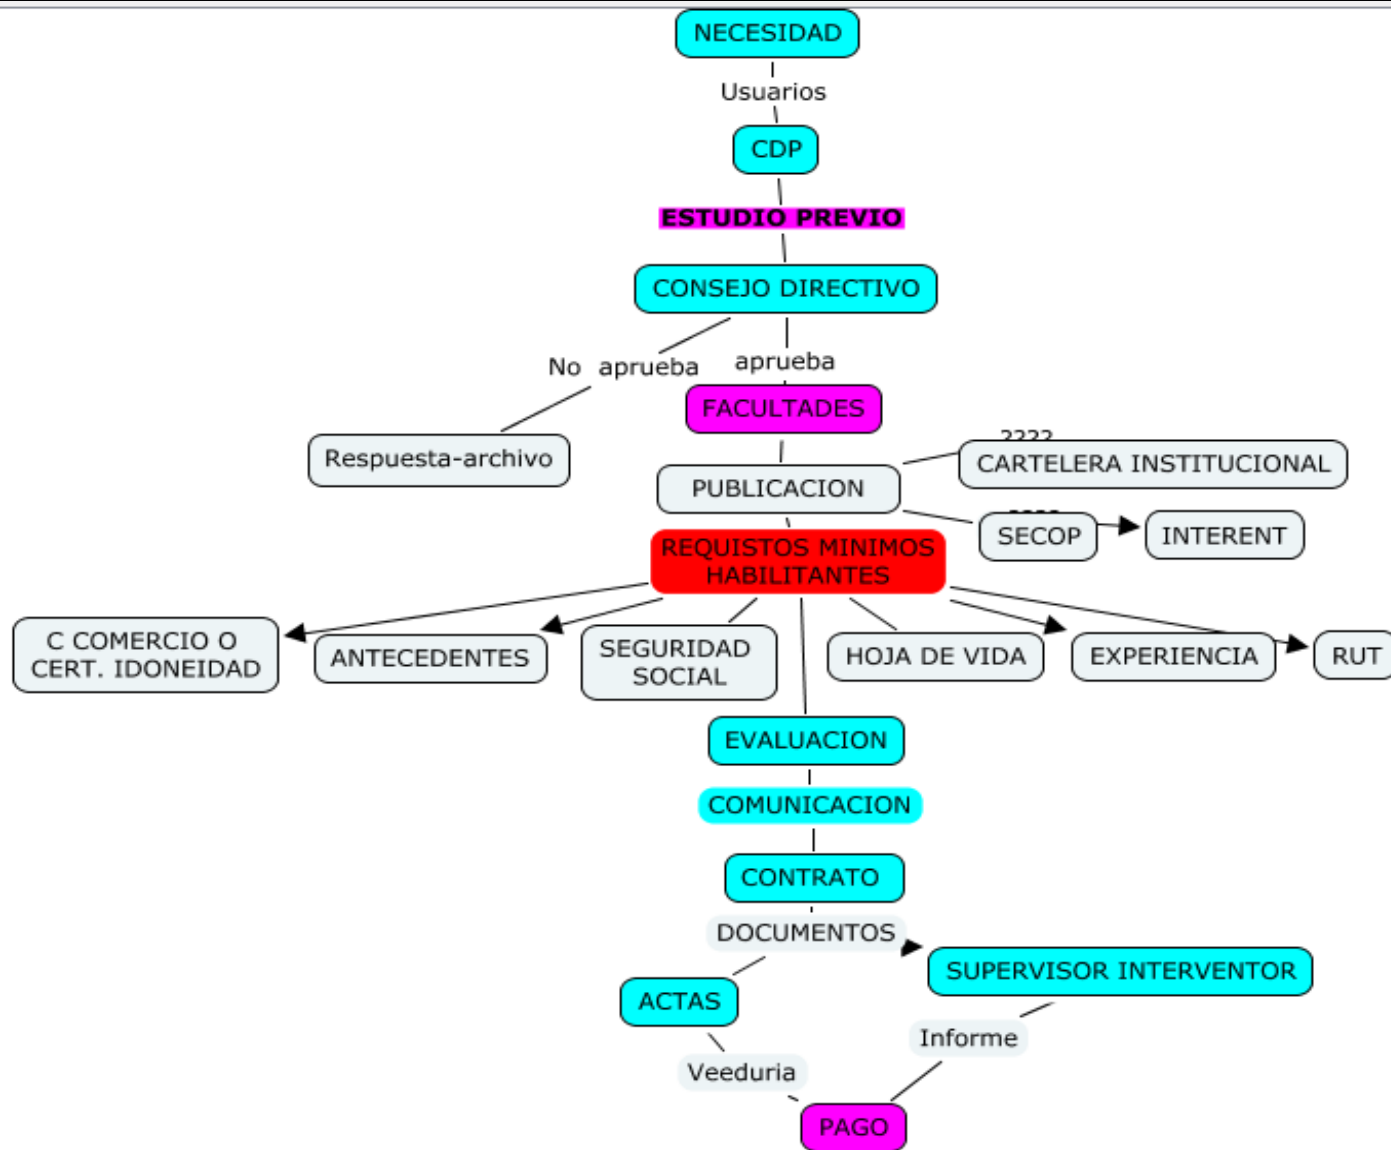 NECESIDAD
Usuarios
CDP
ESTUDIO PREVIO
CONSEJO DIRECTIVO
No aprueba
aprueba
FACULTADES
Respuesta-archivo
????
CARTELERA INSTITUCIONAL
PUBLICACION
????
SECOP
INTERENT
REQUISTOS MINIMOS
HABILITANTES
C COMERCIO O
CERT. IDONEIDAD
ANTECEDENTES
SEGURIDAD
SOCIAL
HOJA DE VIDA
EXPERIENCIA
RUT
EVALUACION
COMUNICACION
CONTRATO
DOCUMENTOS
SUPERVISOR INTERVENTOR
ACTAS
Informe
Veeduria
PAGO